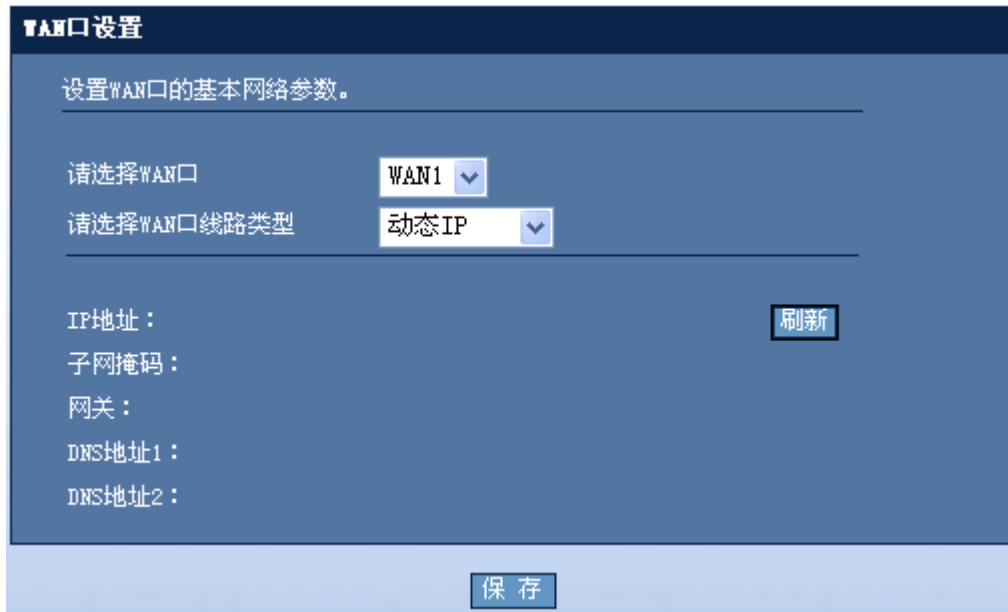 WAN口设置
设置WAN口的基本网络参数。
请选择WAN口 WAN1
请选择WAN口线路类型 动态IP
IP地址： 刷新
子网掩码：
网关：
DNS地址1：
DNS地址2：
保 存